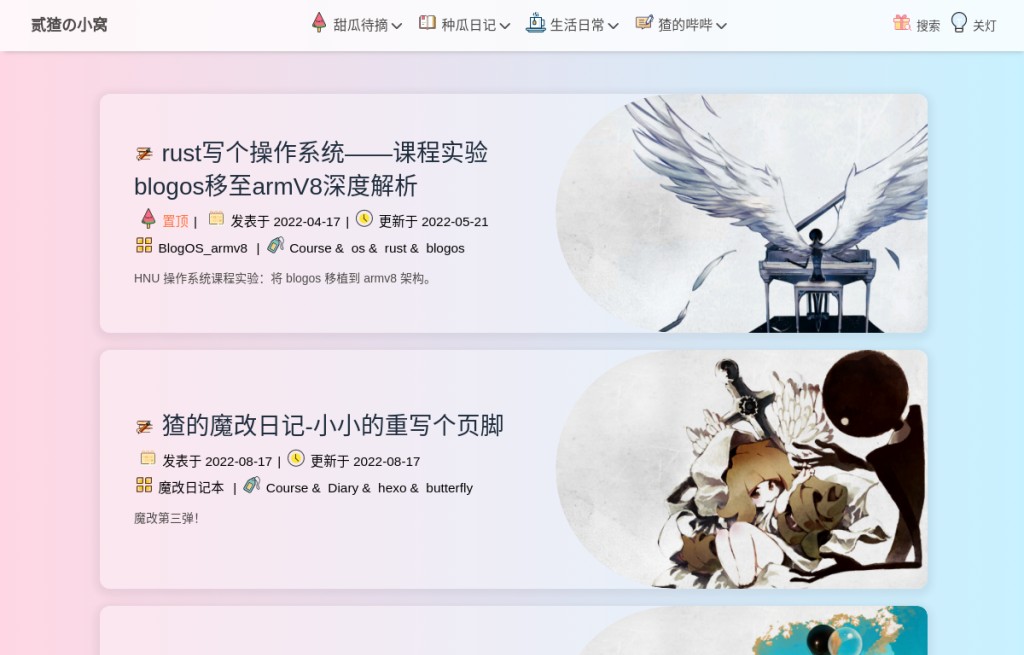 贰猹の小窝
甜瓜待摘 种瓜日记 生活日常 猹的哔哔
搜索 关灯
rust写个操作系统——课程实验
blogos移至armV8深度解析
置顶 | 发表于 2022-04-17 | 更新于 2022-05-21
BlogOS_armv8 | Course & os & rust & blogos
HNU 操作系统课程实验：将 blogos 移植到 armv8 架构。
猹的魔改日记-小小的重写个页脚
发表于 2022-08-17 | 更新于 2022-08-17
魔改日记本 | Course & Diary & hexo & butterfly
魔改第三弹！